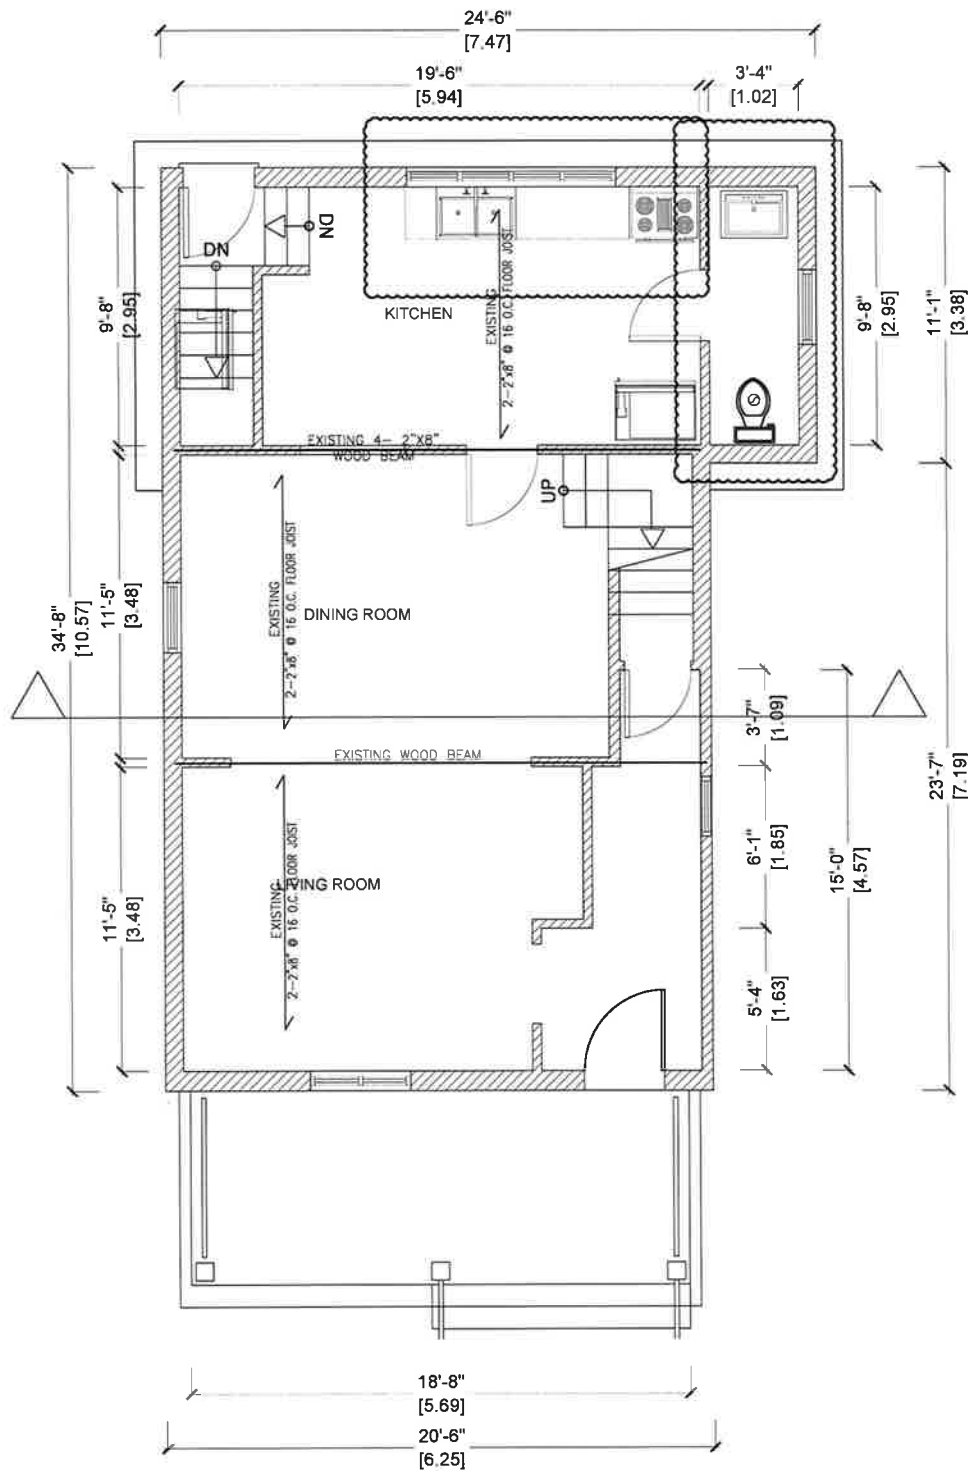 24'-6"
[7.47]
19'-6"
[5.94]
3'-4"
[1.02]
DN
DN
9'-8"
[2.95]
KITCHEN
EXISTING
2-2"x8" @ 16 O.C. FLOOR JOIST
9'-8"
[2.95]
11'-1"
[3.38]
EXISTING 4- 2"X8"
WOOD BEAM
UP
34'-8"
[10.57]
11'-5"
[3.48]
EXISTING
2-2"x8" @ 16 O.C. FLOOR JOIST
DINING ROOM
EXISTING WOOD BEAM
3'-7"
[1.09]
23'-7"
[7.19]
6'-1"
[1.85]
15'-0"
[4.57]
11'-5"
[3.48]
EXISTING
2-2"x8" @ 16 O.C. FLOOR JOIST
LIVING ROOM
5'-4"
[1.63]
18'-8"
[5.69]
20'-6"
[6.25]